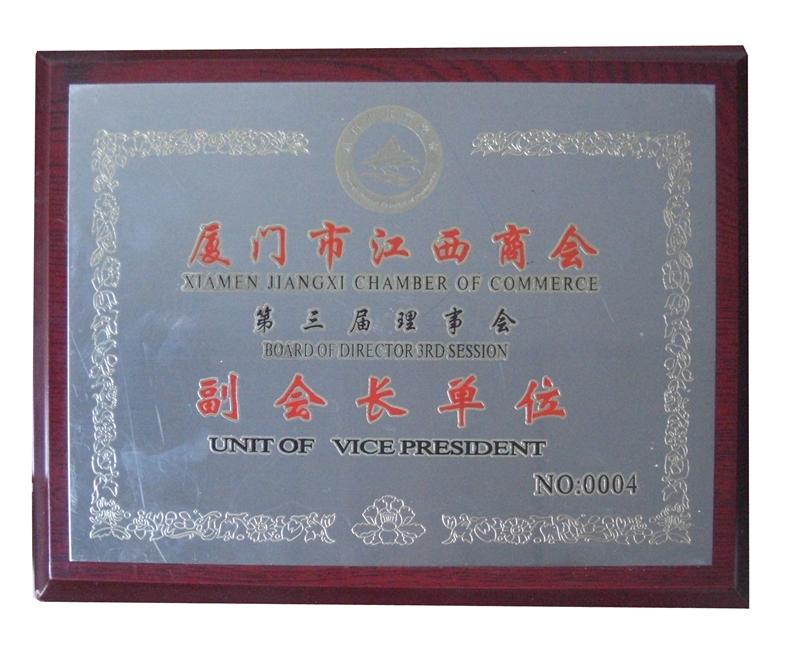 厦门市江西商会
XIAMEN JIANGXI CHAMBER OF COMMERCE
第三届理事会
BOARD OF DIRECTOR 3RD SESSION
副会长单位
UNIT OF VICE PRESIDENT
NO:0004